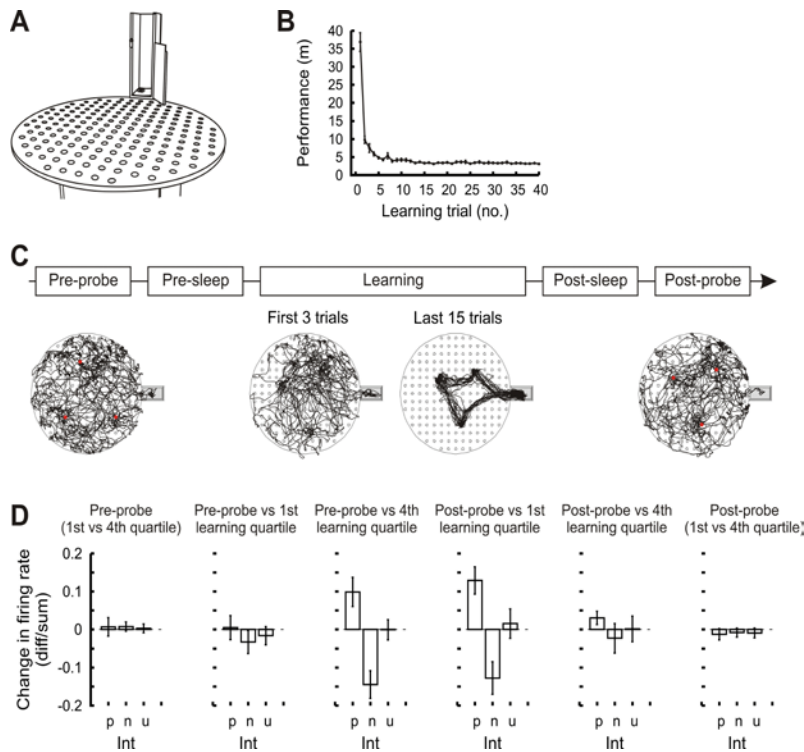 A
B
Performance (m)
40
35
30
25
20
15
10
5
0
0 5 10 15 20 25 30 35 40
Learning trial (no.)
C
Pre-probe Pre-sleep Learning Post-sleep Post-probe
First 3 trials Last 15 trials
D
Pre-probe Pre-probe vs 1st Pre-probe vs 4th Post-probe vs 1st Post-probe vs 4th Post-probe
(1st vs 4th quartile) learning quartile learning quartile learning quartile learning quartile (1st vs 4th quartile)
Change in firing rate
(diff/sum)
0.2
0.1
0
-0.1
-0.2
p n u p n u p n u p n u p n u p n u
Int Int Int Int Int Int